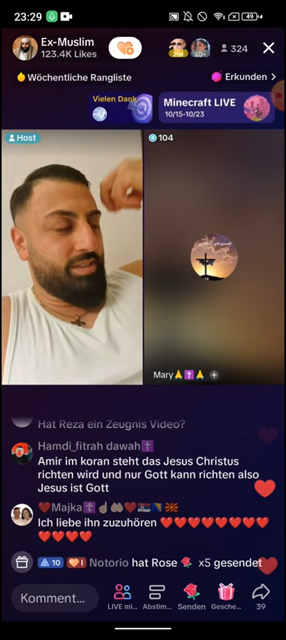 23:29
49
Ex-Muslim
123.4K Likes
324
Wöchentliche Rangliste
Erkunden >
Vielen Dank
Minecraft LIVE
10/15-10/23
Host
104
Mary🙏✝️🙏
Hat Reza ein Zeugnis Video?
Hamdi_fitrah dawah✝️
Amir im koran steht das Jesus Christus
richten wird und nur Gott kann richten also
Jesus ist Gott
❤️Majka✝️☝🏻🤲🏻❤️🇷🇸🇧🇦🇲🇰
Ich liebe ihn zuzuhören ❤️❤️❤️❤️❤️❤️❤️❤️
❤️❤️❤️❤️
10 1 Notorio hat Rose 🌹 x5 gesendet
Komment...
LIVE mi...
Abstim...
Senden
Gesche...
39